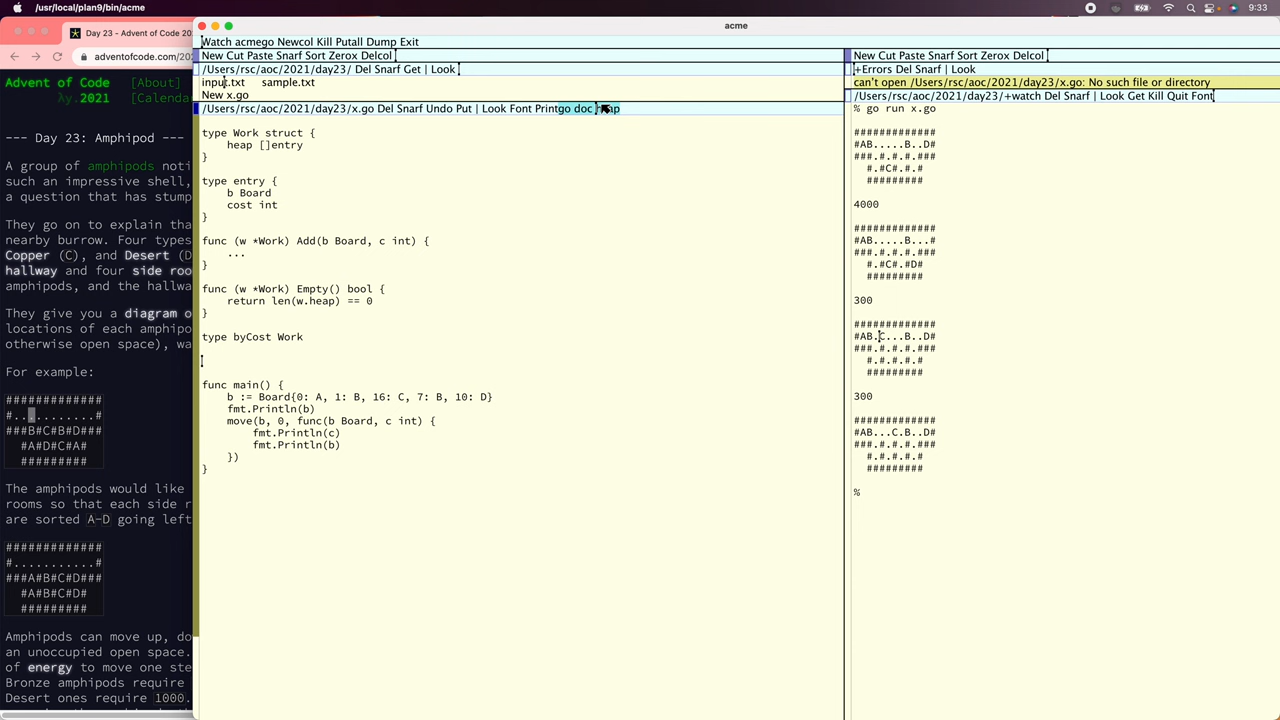 /usr/local/plan9/bin/acme
9:33
Day 23 - Advent of Code 20
adventofcode.com/202
Advent of Code [About]
λy.2021 [Calenda
--- Day 23: Amphipod ---
A group of amphipods noti
such an impressive shell,
a question that has stump
They go on to explain tha
nearby burrow. Four types
Copper (C), and Desert (D
hallway and four side roo
amphipods, and the hallwa
They give you a diagram o
locations of each amphipo
otherwise open space), wa
For example:
#############
#...........#
###B#C#B#D###
#A#D#C#A#
#########
The amphipods would like
rooms so that each side r
are sorted A-D going left
#############
#...........#
###A#B#C#D###
#A#B#C#D#
#########
Amphipods can move up, do
an unoccupied open space.
of energy to move one ste
Bronze amphipods require
Desert ones require 1000.
acme
Watch acmego Newcol Kill Putall Dump Exit
New Cut Paste Snarf Sort Zerox Delcol
/Users/rsc/aoc/2021/day23/ Del Snarf Get | Look
input.txt sample.txt
New x.go
/Users/rsc/aoc/2021/day23/x.go Del Snarf Undo Put | Look Font Printgo doc
type Work struct {
heap []entry
}
type entry {
b Board
cost int
}
func (w *Work) Add(b Board, c int) {
...
}
func (w *Work) Empty() bool {
return len(w.heap) == 0
}
type byCost Work
func main() {
b := Board{0: A, 1: B, 16: C, 7: B, 10: D}
fmt.Println(b)
move(b, 0, func(b Board, c int) {
fmt.Println(c)
fmt.Println(b)
})
}
New Cut Paste Snarf Sort Zerox Delcol
+Errors Del Snarf | Look
can't open /Users/rsc/aoc/2021/day23/x.go: No such file or directory
/Users/rsc/aoc/2021/day23/+watch Del Snarf | Look Get Kill Quit Font
% go run x.go
#############
#AB.....B..D#
###.#.#.#.###
#.#C#.#.#
#########
4000
#############
#AB.....B...#
###.#.#.#.###
#.#C#.#D#
#########
300
#############
#AB.C...B..D#
###.#.#.#.###
#.#.#.#.#
#########
300
#############
#AB...C.B..D#
###.#.#.#.###
#.#.#.#.#
#########
%